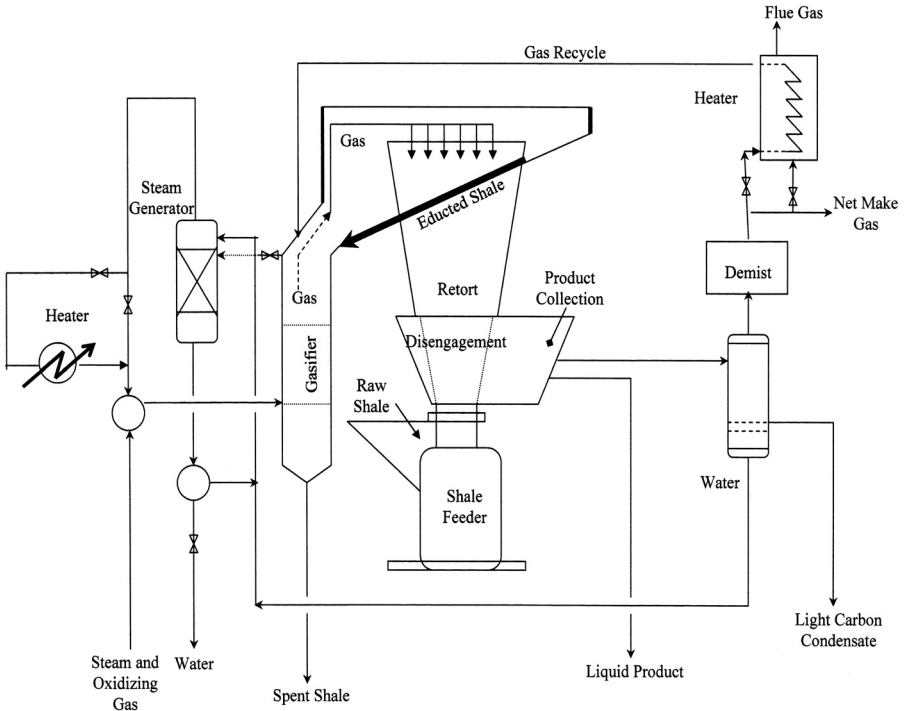 Flue Gas
Gas Recycle
Heater
Gas
Steam
Generator
Educted Shale
Net Make
Gas
Demist
Product
Collection
Retort
Gas
Heater
Disengagement
Gasifier
Raw
Shale
Water
Shale
Feeder
Light Carbon
Condensate
Steam and
Oxidizing
Gas
Water
Liquid Product
Spent Shale